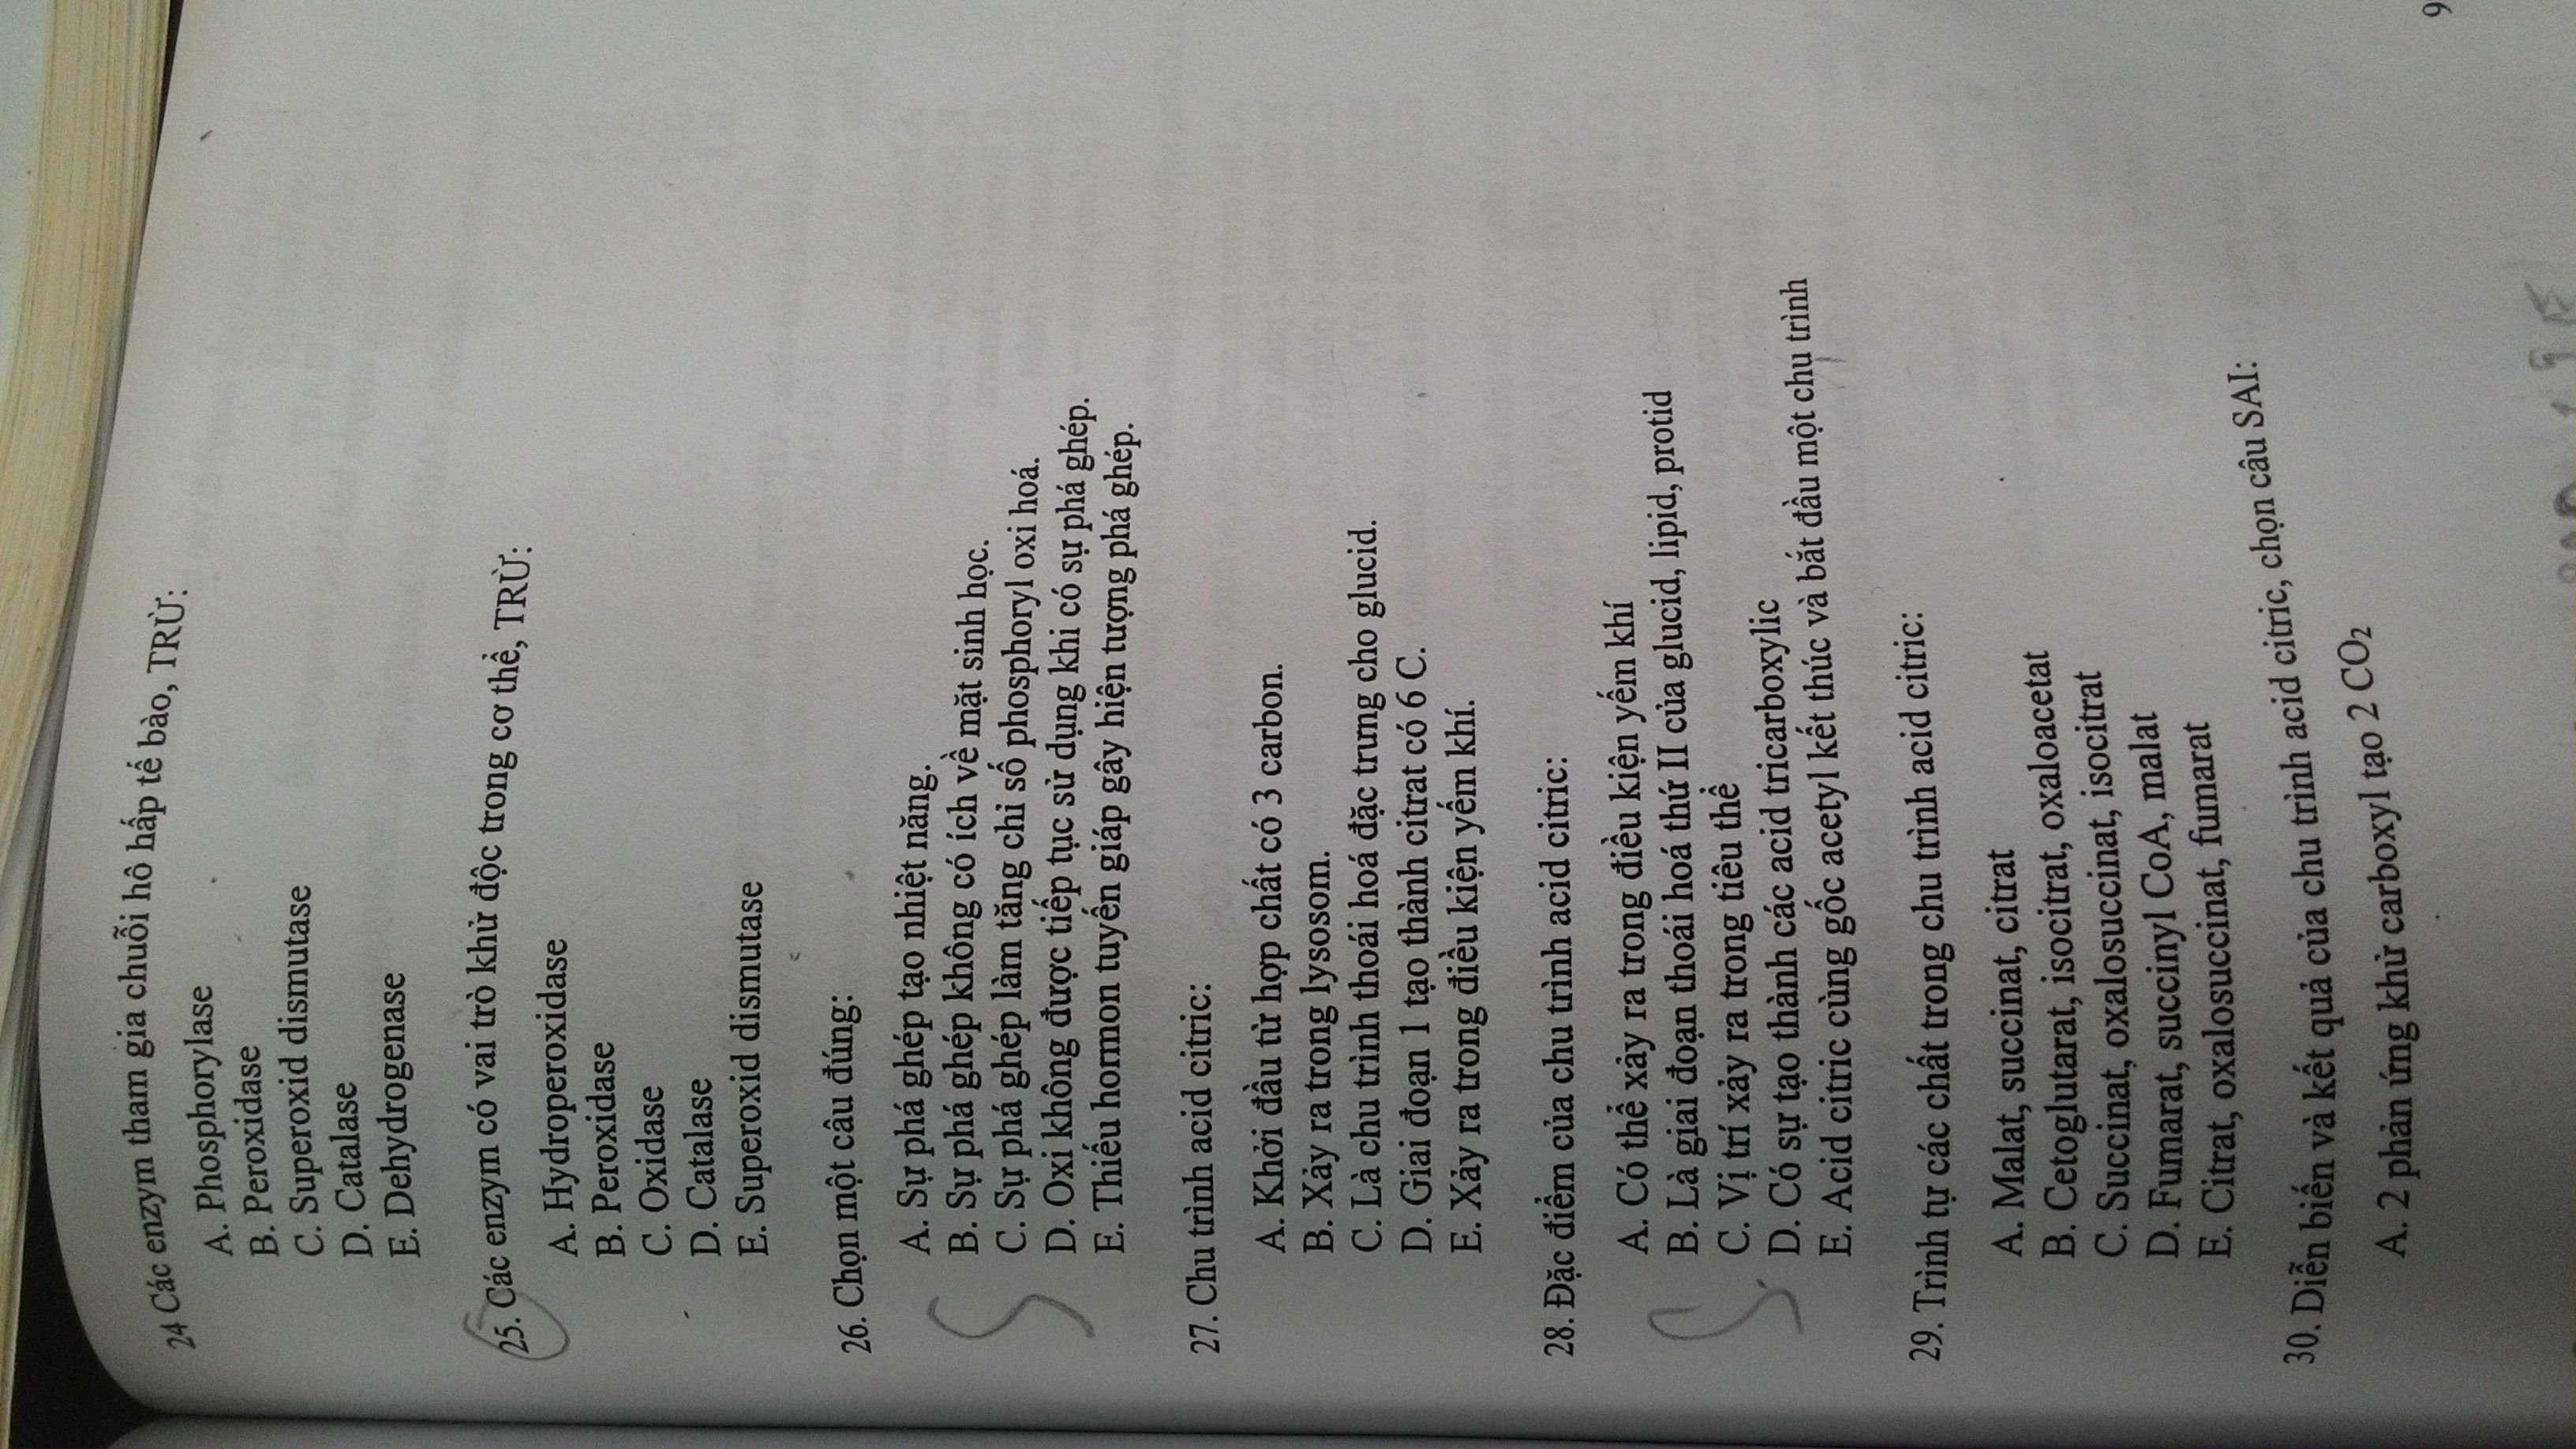 24 Các enzym tham gia chuỗi hô hấp tế bào, TRỪ:
A. Phosphorylase
B. Peroxidase
C. Superoxid dismutase
D. Catalase
E. Dehydrogenase
25. Các enzym có vai trò khử độc trong cơ thể, TRỪ:
A. Hydroperoxidase
B. Peroxidase
C. Oxidase
D. Catalase
E. Superoxid dismutase
26. Chọn một câu đúng:
A. Sự phá ghép tạo nhiệt năng.
B. Sự phá ghép không có ích về mặt sinh học.
C. Sự phá ghép làm tăng chỉ số phosphoryl oxi hoá.
D. Oxi không được tiếp tục sử dụng khi có sự phá ghép.
E. Thiếu hormon tuyến giáp gây hiện tượng phá ghép.
27. Chu trình acid citric:
A. Khởi đầu từ hợp chất có 3 carbon.
B. Xảy ra trong lysosom.
C. Là chu trình thoái hoá đặc trưng cho glucid.
D. Giai đoạn 1 tạo thành citrat có 6 C.
E. Xảy ra trong điều kiện yếm khí.
28. Đặc điểm của chu trình acid citric:
A. Có thể xảy ra trong điều kiện yếm khí
B. Là giai đoạn thoái hoá thứ II của glucid, lipid, protid
C. Vị trí xảy ra trong tiêu thể
D. Có sự tạo thành các acid tricarboxylic
E. Acid citric cùng gốc acetyl kết thúc và bắt đầu một chu trình
29. Trình tự các chất trong chu trình acid citric:
A. Malat, succinat, citrat
B. Cetoglutarat, isocitrat, oxaloacetat
C. Succinat, oxalosuccinat, isocitrat
D. Fumarat, succinyl CoA, malat
E. Citrat, oxalosuccinat, fumarat
30. Diễn biến và kết quả của chu trình acid citric, chọn câu SAI:
A. 2 phản ứng khử carboxyl tạo 2 CO₂
9